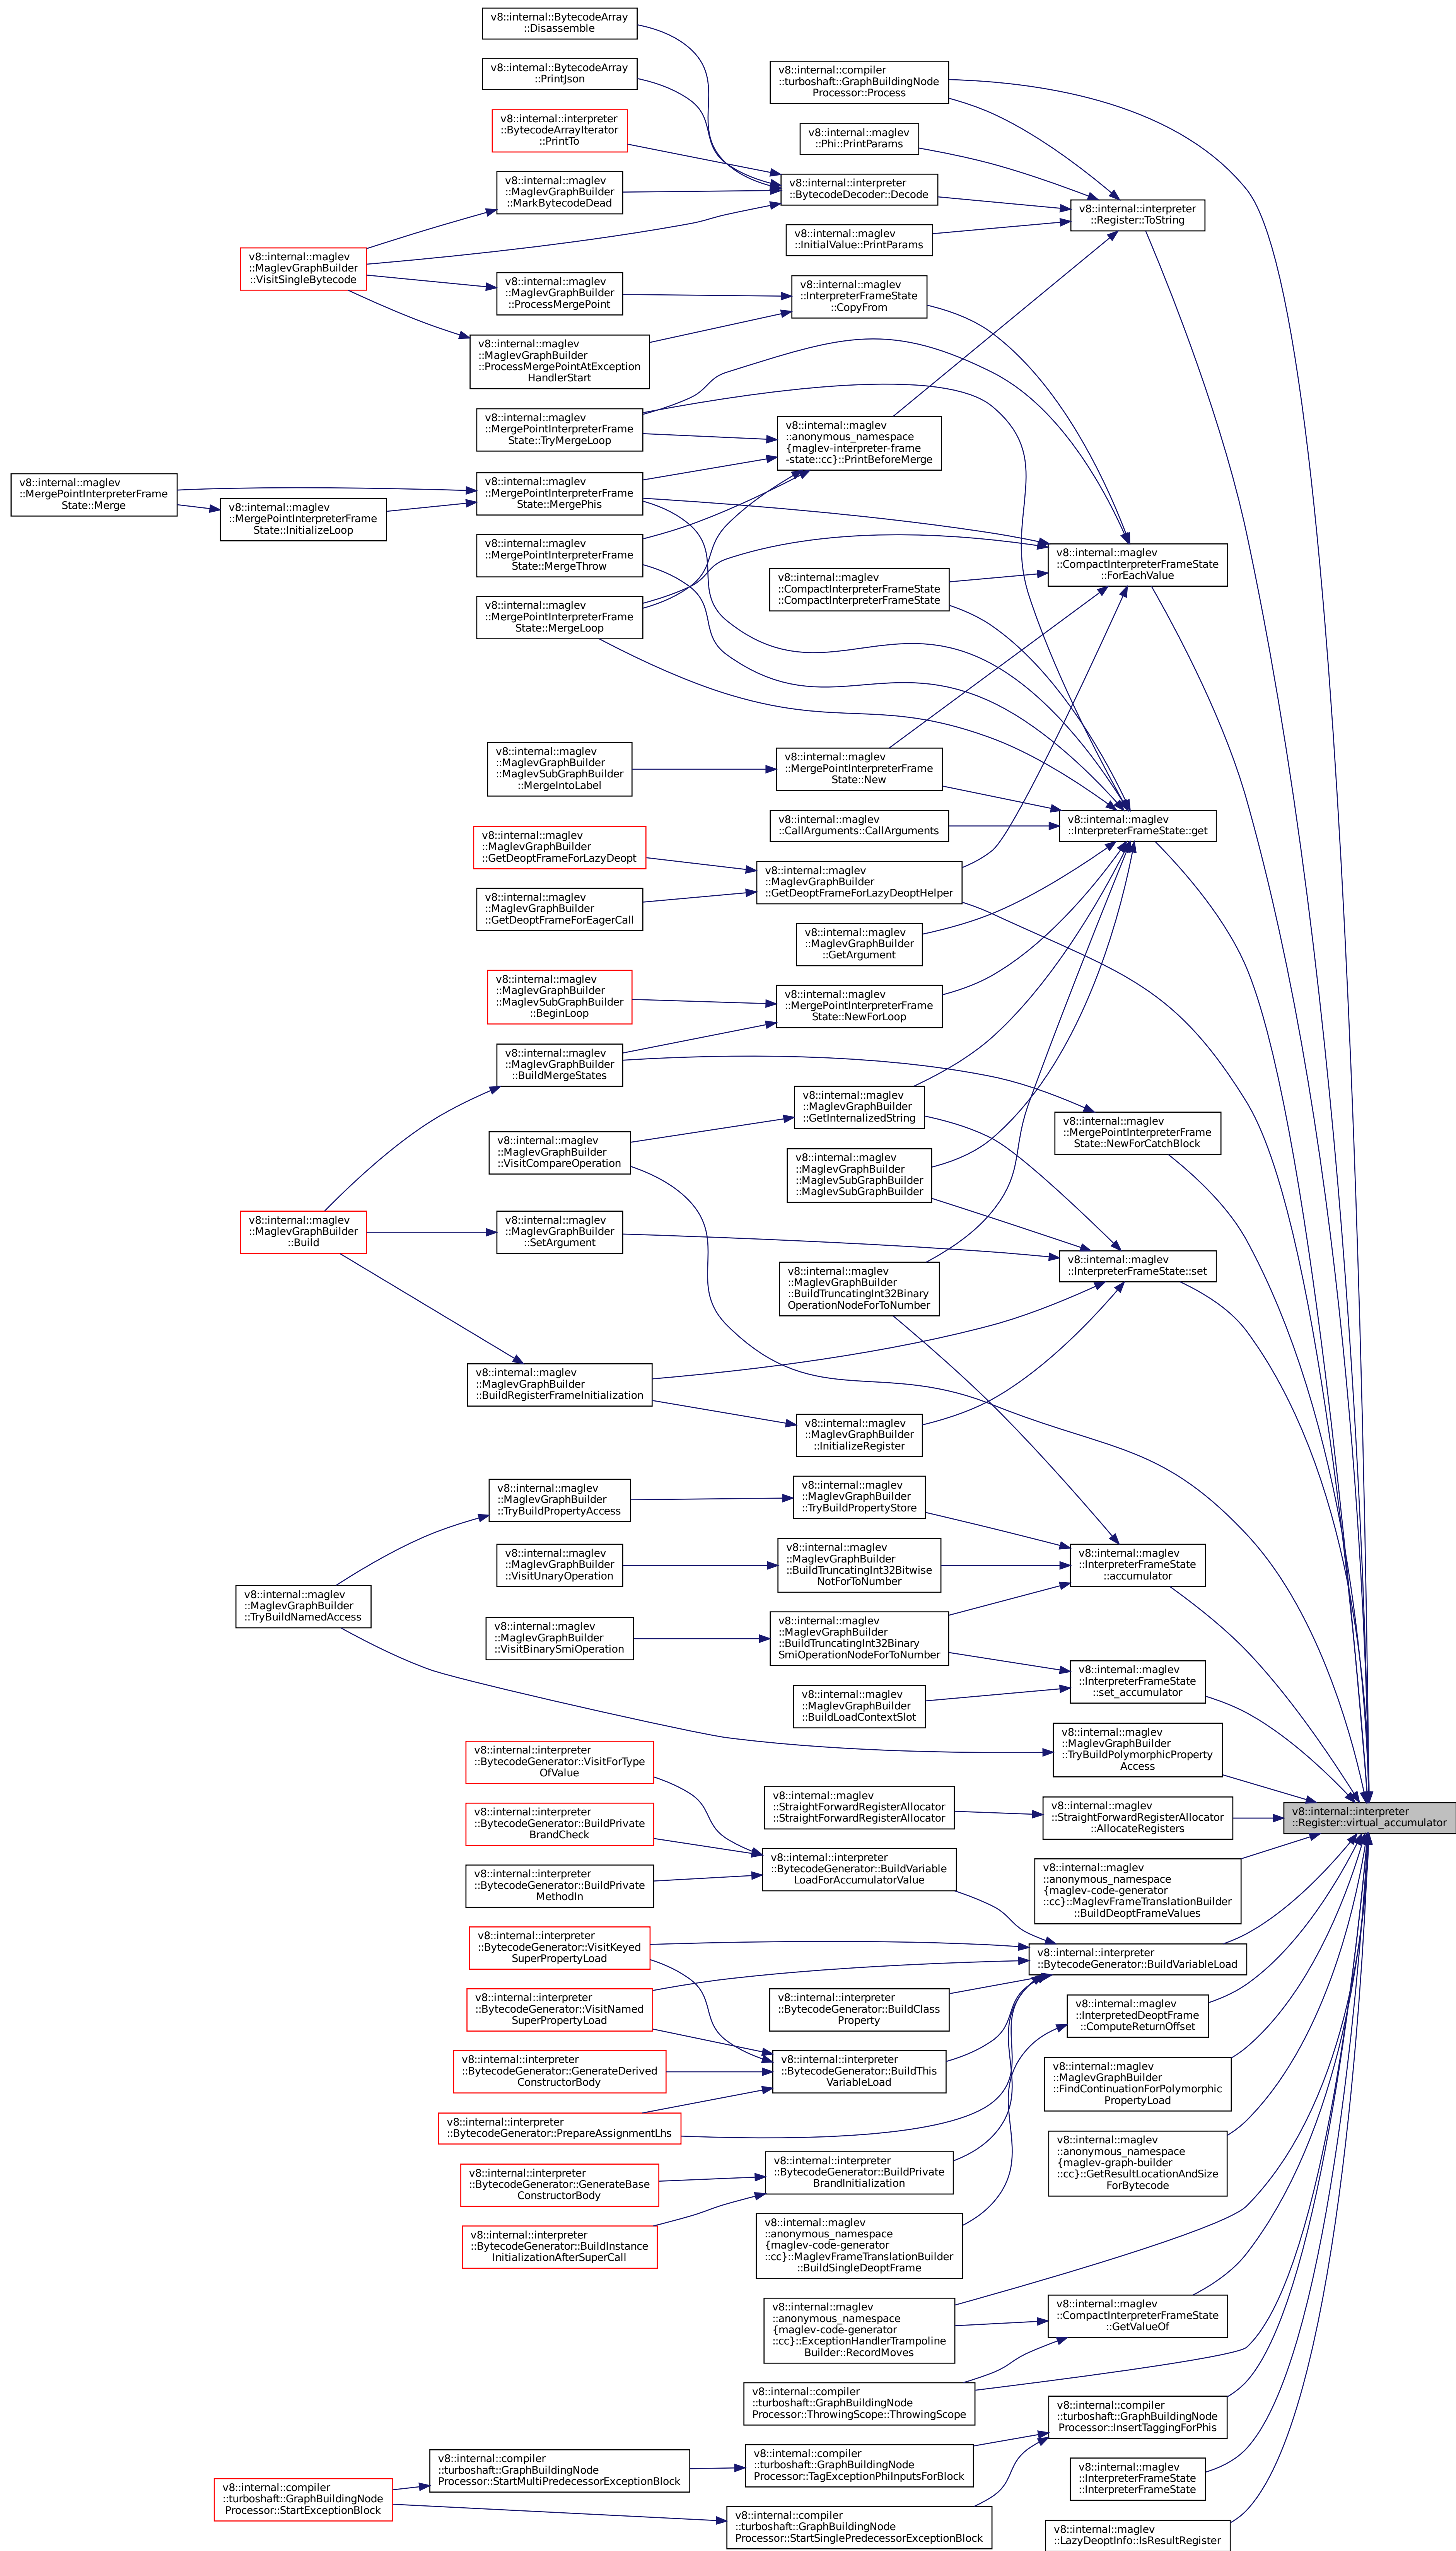 v8::internal::BytecodeArray
::Disassemble
v8::internal::BytecodeArray
::PrintJson
v8::internal::compiler
::turboshaft::GraphBuildingNode
Processor::Process
v8::internal::interpreter
::BytecodeArrayIterator
::PrintTo
v8::internal::maglev
::Phi::PrintParams
v8::internal::maglev
::MaglevGraphBuilder
::MarkBytecodeDead
v8::internal::interpreter
::BytecodeDecoder::Decode
v8::internal::interpreter
::Register::ToString
v8::internal::maglev
::InitialValue::PrintParams
v8::internal::maglev
::MaglevGraphBuilder
::VisitSingleBytecode
v8::internal::maglev
::MaglevGraphBuilder
::ProcessMergePoint
v8::internal::maglev
::InterpreterFrameState
::CopyFrom
v8::internal::maglev
::MaglevGraphBuilder
::ProcessMergePointAtException
HandlerStart
v8::internal::maglev
::MergePointInterpreterFrame
State::TryMergeLoop
v8::internal::maglev
::anonymous_namespace
{maglev-interpreter-frame
-state::cc}::PrintBeforeMerge
v8::internal::maglev
::MergePointInterpreterFrame
State::Merge
v8::internal::maglev
::MergePointInterpreterFrame
State::InitializeLoop
v8::internal::maglev
::MergePointInterpreterFrame
State::MergePhis
v8::internal::maglev
::MergePointInterpreterFrame
State::MergeThrow
v8::internal::maglev
::CompactInterpreterFrameState
::ForEachValue
v8::internal::maglev
::CompactInterpreterFrameState
::CompactInterpreterFrameState
v8::internal::maglev
::MergePointInterpreterFrame
State::MergeLoop
v8::internal::maglev
::MaglevGraphBuilder
::MaglevSubGraphBuilder
::MergeIntoLabel
v8::internal::maglev
::MergePointInterpreterFrame
State::New
v8::internal::maglev
::CallArguments::CallArguments
v8::internal::maglev
::InterpreterFrameState::get
v8::internal::maglev
::MaglevGraphBuilder
::GetDeoptFrameForLazyDeopt
v8::internal::maglev
::MaglevGraphBuilder
::GetDeoptFrameForLazyDeoptHelper
v8::internal::maglev
::MaglevGraphBuilder
::GetDeoptFrameForEagerCall
v8::internal::maglev
::MaglevGraphBuilder
::GetArgument
v8::internal::maglev
::MaglevGraphBuilder
::MaglevSubGraphBuilder
::BeginLoop
v8::internal::maglev
::MergePointInterpreterFrame
State::NewForLoop
v8::internal::maglev
::MaglevGraphBuilder
::BuildMergeStates
v8::internal::maglev
::MaglevGraphBuilder
::GetInternalizedString
v8::internal::maglev
::MergePointInterpreterFrame
State::NewForCatchBlock
v8::internal::maglev
::MaglevGraphBuilder
::VisitCompareOperation
v8::internal::maglev
::MaglevGraphBuilder
::MaglevSubGraphBuilder
::MaglevSubGraphBuilder
v8::internal::maglev
::MaglevGraphBuilder
::Build
v8::internal::maglev
::MaglevGraphBuilder
::SetArgument
v8::internal::maglev
::InterpreterFrameState::set
v8::internal::maglev
::MaglevGraphBuilder
::BuildTruncatingInt32Binary
OperationNodeForToNumber
v8::internal::maglev
::MaglevGraphBuilder
::BuildRegisterFrameInitialization
v8::internal::maglev
::MaglevGraphBuilder
::InitializeRegister
v8::internal::maglev
::MaglevGraphBuilder
::TryBuildPropertyAccess
v8::internal::maglev
::MaglevGraphBuilder
::TryBuildPropertyStore
v8::internal::maglev
::MaglevGraphBuilder
::VisitUnaryOperation
v8::internal::maglev
::MaglevGraphBuilder
::BuildTruncatingInt32Bitwise
NotForToNumber
v8::internal::maglev
::InterpreterFrameState
::accumulator
v8::internal::maglev
::MaglevGraphBuilder
::TryBuildNamedAccess
v8::internal::maglev
::MaglevGraphBuilder
::VisitBinarySmiOperation
v8::internal::maglev
::MaglevGraphBuilder
::BuildTruncatingInt32Binary
SmiOperationNodeForToNumber
v8::internal::maglev
::InterpreterFrameState
::set_accumulator
v8::internal::maglev
::MaglevGraphBuilder
::BuildLoadContextSlot
v8::internal::maglev
::MaglevGraphBuilder
::TryBuildPolymorphicProperty
Access
v8::internal::interpreter
::BytecodeGenerator::VisitForType
OfValue
v8::internal::maglev
::StraightForwardRegisterAllocator
::StraightForwardRegisterAllocator
v8::internal::maglev
::StraightForwardRegisterAllocator
::AllocateRegisters
v8::internal::interpreter
::Register::virtual_accumulator
v8::internal::interpreter
::BytecodeGenerator::BuildPrivate
BrandCheck
v8::internal::interpreter
::BytecodeGenerator::BuildVariable
LoadForAccumulatorValue
v8::internal::maglev
::anonymous_namespace
{maglev-code-generator
::cc}::MaglevFrameTranslationBuilder
::BuildDeoptFrameValues
v8::internal::interpreter
::BytecodeGenerator::BuildPrivate
MethodIn
v8::internal::interpreter
::BytecodeGenerator::VisitKeyed
SuperPropertyLoad
v8::internal::interpreter
::BytecodeGenerator::BuildVariableLoad
v8::internal::interpreter
::BytecodeGenerator::VisitNamed
SuperPropertyLoad
v8::internal::interpreter
::BytecodeGenerator::BuildClass
Property
v8::internal::maglev
::InterpretedDeoptFrame
::ComputeReturnOffset
v8::internal::interpreter
::BytecodeGenerator::GenerateDerived
ConstructorBody
v8::internal::interpreter
::BytecodeGenerator::BuildThis
VariableLoad
v8::internal::maglev
::MaglevGraphBuilder
::FindContinuationForPolymorphic
PropertyLoad
v8::internal::interpreter
::BytecodeGenerator::PrepareAssignmentLhs
v8::internal::maglev
::anonymous_namespace
{maglev-graph-builder
::cc}::GetResultLocationAndSize
ForBytecode
v8::internal::interpreter
::BytecodeGenerator::GenerateBase
ConstructorBody
v8::internal::interpreter
::BytecodeGenerator::BuildPrivate
BrandInitialization
v8::internal::interpreter
::BytecodeGenerator::BuildInstance
InitializationAfterSuperCall
v8::internal::maglev
::anonymous_namespace
{maglev-code-generator
::cc}::MaglevFrameTranslationBuilder
::BuildSingleDeoptFrame
v8::internal::maglev
::anonymous_namespace
{maglev-code-generator
::cc}::ExceptionHandlerTrampoline
Builder::RecordMoves
v8::internal::maglev
::CompactInterpreterFrameState
::GetValueOf
v8::internal::compiler
::turboshaft::GraphBuildingNode
Processor::ThrowingScope::ThrowingScope
v8::internal::compiler
::turboshaft::GraphBuildingNode
Processor::InsertTaggingForPhis
v8::internal::compiler
::turboshaft::GraphBuildingNode
Processor::StartMultiPredecessorExceptionBlock
v8::internal::compiler
::turboshaft::GraphBuildingNode
Processor::TagExceptionPhiInputsForBlock
v8::internal::maglev
::InterpreterFrameState
::InterpreterFrameState
v8::internal::compiler
::turboshaft::GraphBuildingNode
Processor::StartExceptionBlock
v8::internal::compiler
::turboshaft::GraphBuildingNode
Processor::StartSinglePredecessorExceptionBlock
v8::internal::maglev
::LazyDeoptInfo::IsResultRegister